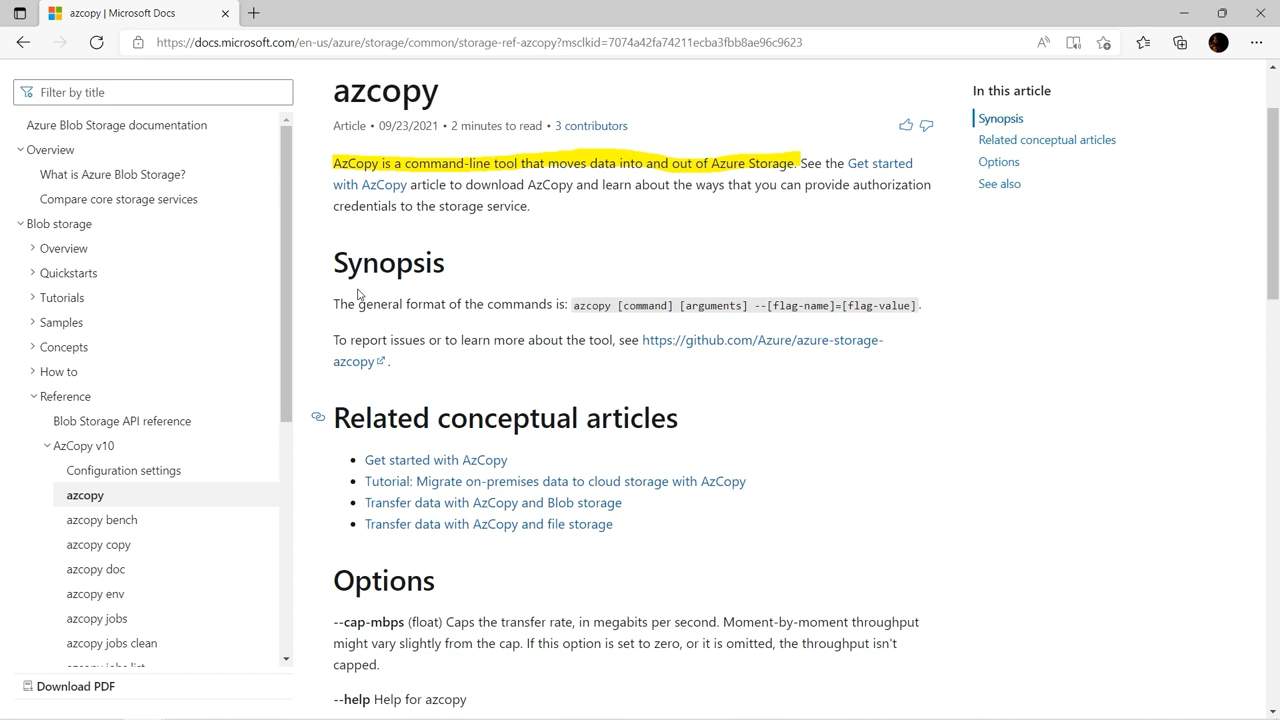 azcopy | Microsoft Docs
https://docs.microsoft.com/en-us/azure/storage/common/storage-ref-azcopy?msclkid=7074a42fa74211ecba3fbb8ae96c9623
Filter by title
Azure Blob Storage documentation
Overview
What is Azure Blob Storage?
Compare core storage services
Blob storage
Overview
Quickstarts
Tutorials
Samples
Concepts
How to
Reference
Blob Storage API reference
AzCopy v10
Configuration settings
azcopy
azcopy bench
azcopy copy
azcopy doc
azcopy env
azcopy jobs
azcopy jobs clean
azcopy jobs list
Download PDF
azcopy
Article • 09/23/2021 • 2 minutes to read • 3 contributors
AzCopy is a command-line tool that moves data into and out of Azure Storage. See the Get started
with AzCopy article to download AzCopy and learn about the ways that you can provide authorization
credentials to the storage service.
Synopsis
The general format of the commands is: azcopy [command] [arguments] --[flag-name]=[flag-value] .
To report issues or to learn more about the tool, see https://github.com/Azure/azure-storage-
azcopy .
Related conceptual articles
• Get started with AzCopy
• Tutorial: Migrate on-premises data to cloud storage with AzCopy
• Transfer data with AzCopy and Blob storage
• Transfer data with AzCopy and file storage
Options
--cap-mbps (float) Caps the transfer rate, in megabits per second. Moment-by-moment throughput
might vary slightly from the cap. If this option is set to zero, or it is omitted, the throughput isn't
capped.
--help Help for azcopy
In this article
Synopsis
Related conceptual articles
Options
See also